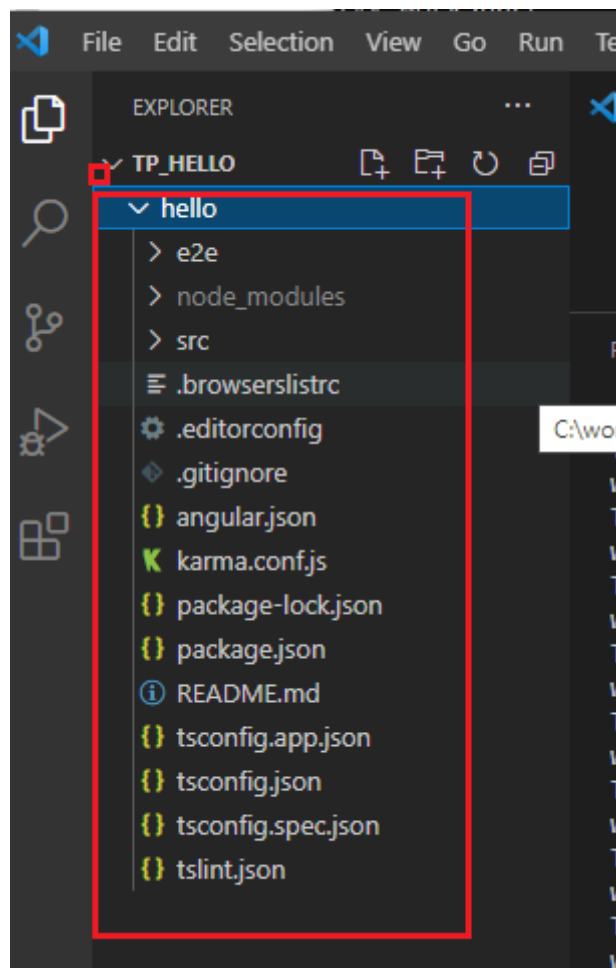 File Edit Selection View Go Run
EXPLORER
TP_HELLO
hello
e2e
node_modules
src
.browserslistrc
.editorconfig
C:\wor
.gitignore
{} angular.json
karma.conf.js
{} package-lock.json
{} package.json
README.md
{} tsconfig.app.json
{} tsconfig.json
{} tsconfig.spec.json
{} tslint.json